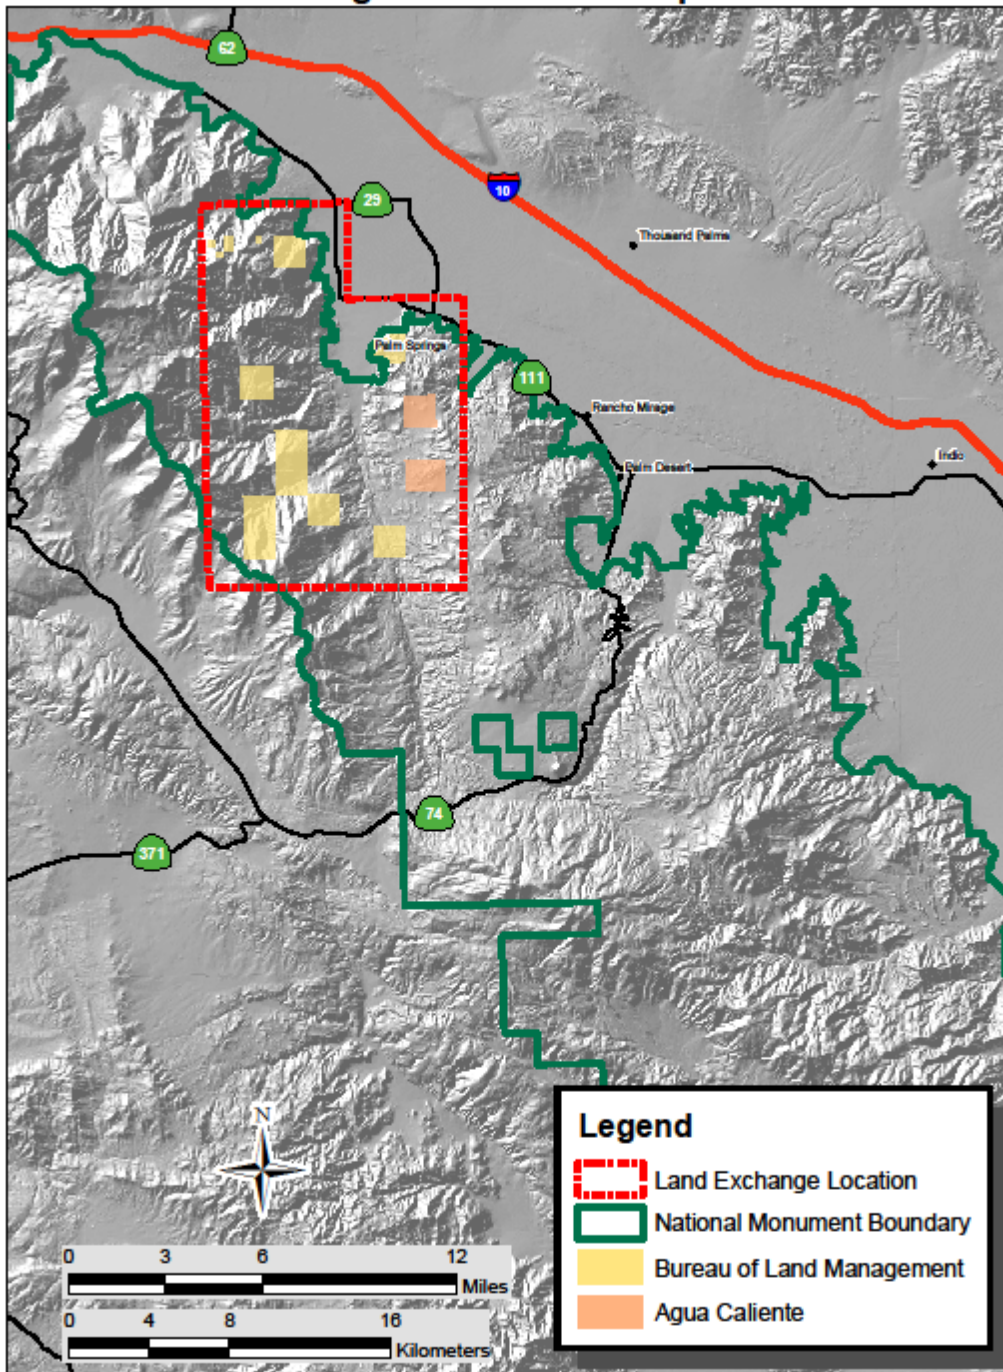 62
29
10
Thousand Palms
Palm Springs
111
Rancho Mirage
Palm Desert
Indio
74
371
N
Legend
Land Exchange Location
National Monument Boundary
Bureau of Land Management
Agua Caliente
0 3 6 12
Miles
0 4 8 16
Kilometers